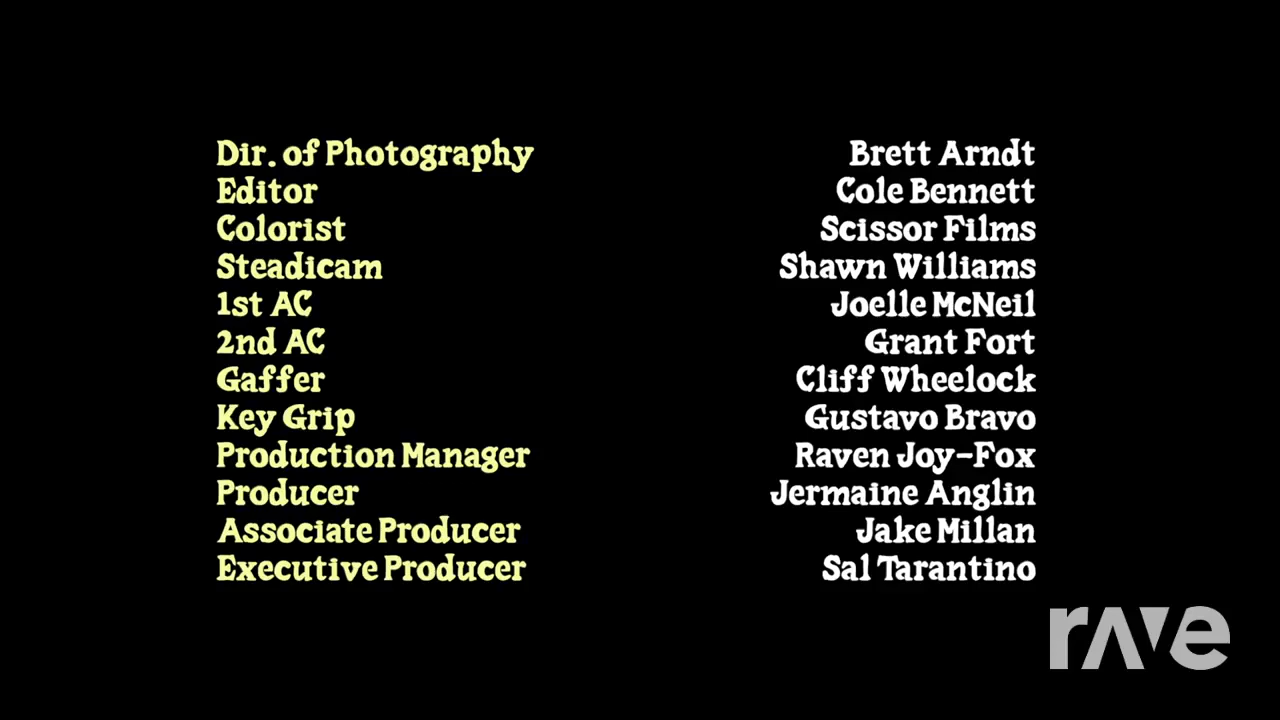 Dir. of Photography Brett Arndt
Editor Cole Bennett
Colorist Scissor Films
Steadicam Shawn Williams
1st AC Joelle McNeil
2nd AC Grant Fort
Gaffer Cliff Wheelock
Key Grip Gustavo Bravo
Production Manager Raven Joy-Fox
Producer Jermaine Anglin
Associate Producer Jake Millan
Executive Producer Sal Tarantino
rave